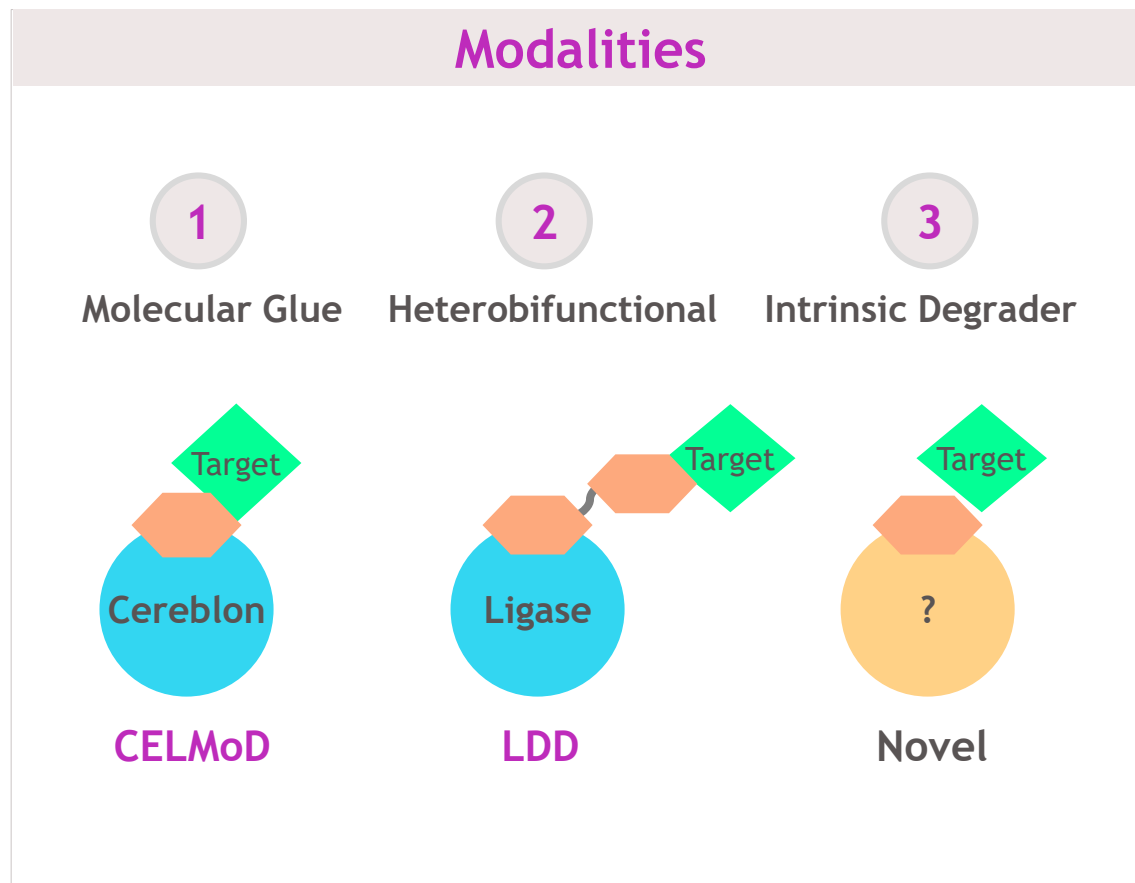 Modalities
1
2
3
Molecular Glue
Heterobifunctional
Intrinsic Degrader
Target
Target
Target
Cereblon
Ligase
?
CELMoD
LDD
Novel